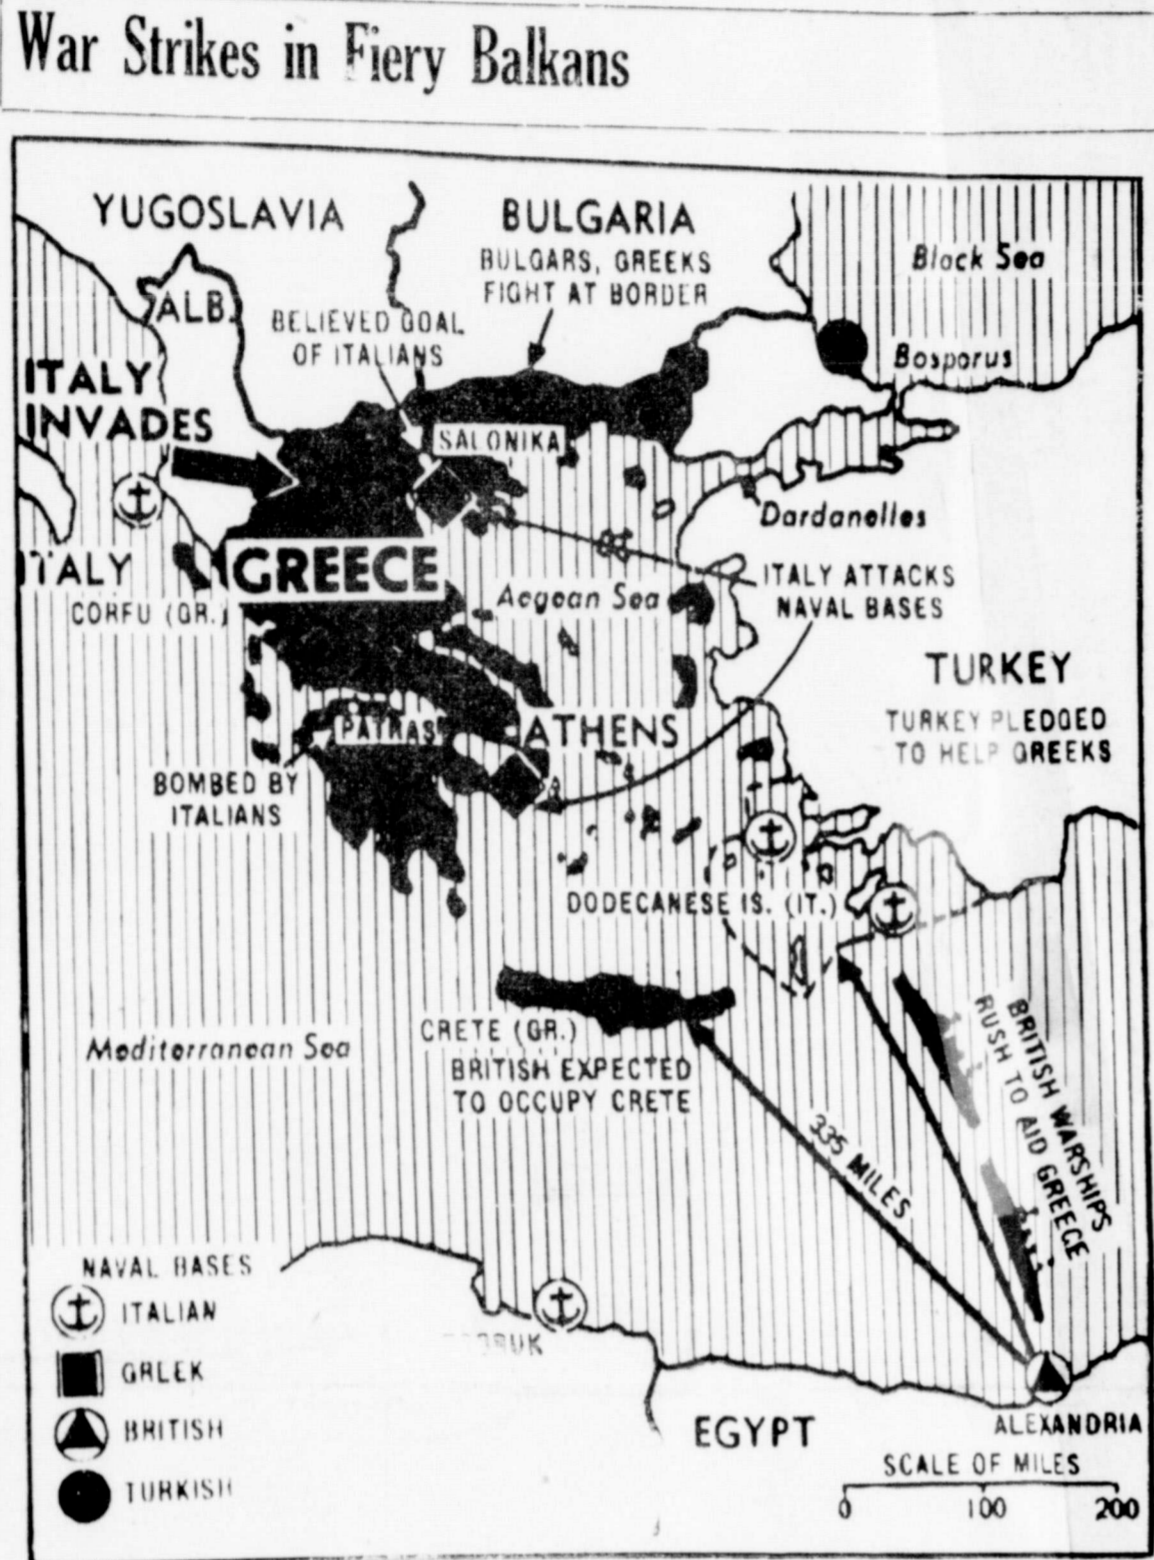 War Strikes in Fiery Balkans
YUGOSLAVIA
BULGARIA
BULGARS, GREEKS
FIGHT AT BORDER
Black Sea
ALB.
BELIEVED GOAL
OF ITALIANS
Bosporus
ITALY
INVADES
SALONIKA
Dardanelles
ITALY
GREECE
CORFU (GR.)
Aegean Sea
ITALY ATTACKS
NAVAL BASES
TURKEY
TURKEY PLEDGED
TO HELP GREEKS
PATRAS
ATHENS
BOMBED BY
ITALIANS
DODECANESE IS. (IT.)
CRETE (GR.)
BRITISH EXPECTED
TO OCCUPY CRETE
Mediterranean Sea
335 MILES
BRITISH WARSHIPS
RUSH TO AID GREECE
NAVAL BASES
ITALIAN
GREEK
BRITISH
TURKISH
EGYPT
ALEXANDRIA
SCALE OF MILES
0 100 200